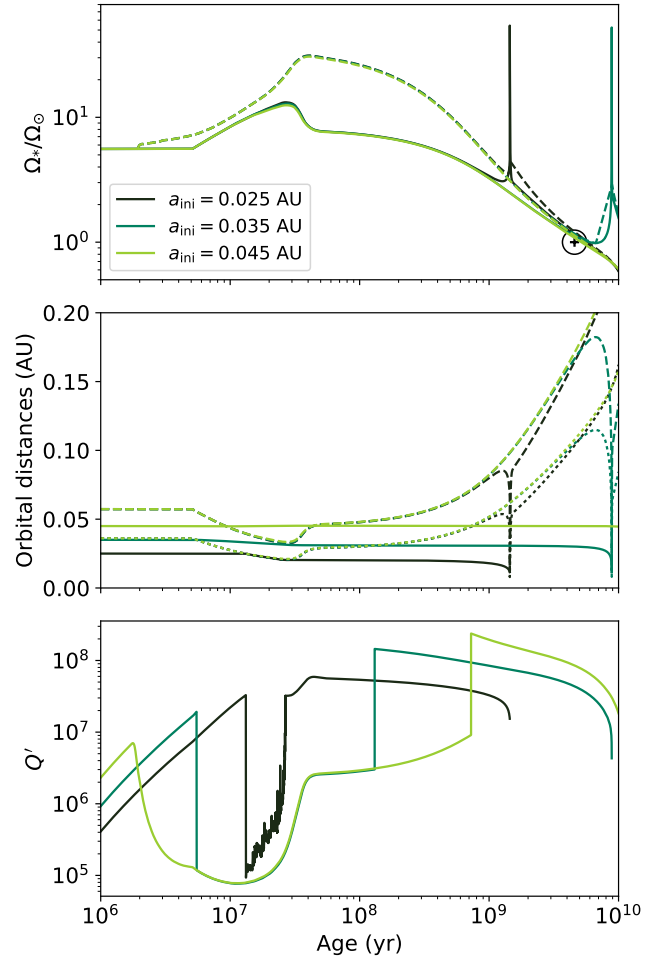 Ω*/Ω⊙
10¹
10⁰
a_ini = 0.025 AU
a_ini = 0.035 AU
a_ini = 0.045 AU
Orbital distances (AU)
0.20
0.15
0.10
0.05
0.00
Q′
10⁸
10⁷
10⁶
10⁵
10⁶ 10⁷ 10⁸ 10⁹ 10¹⁰
Age (yr)